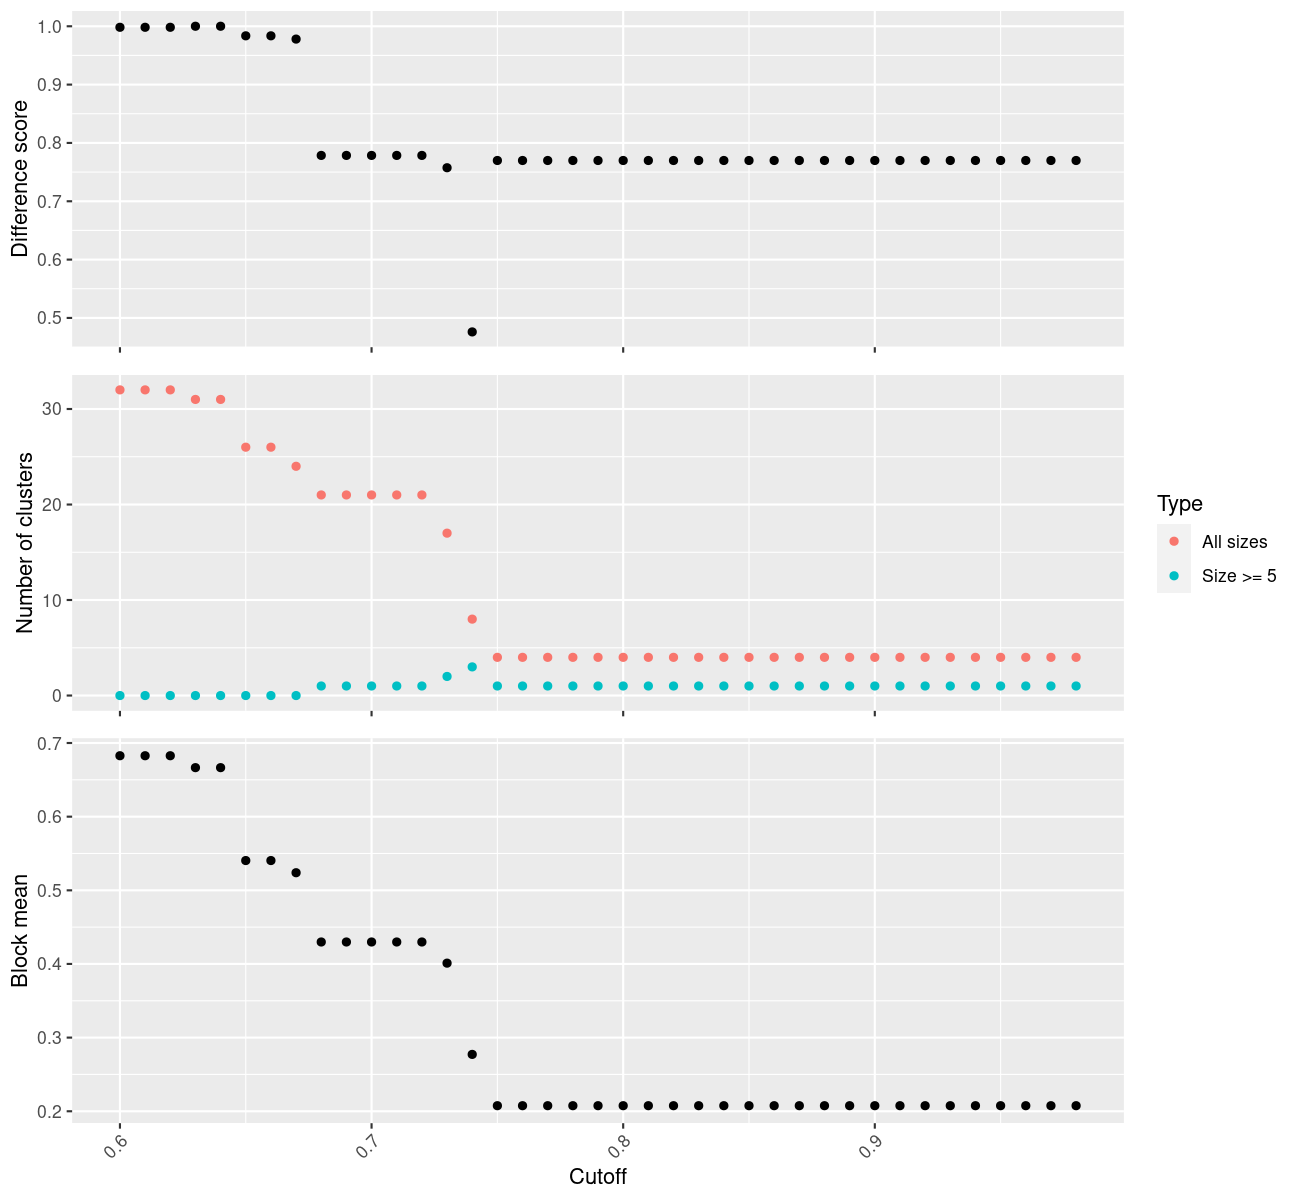 Difference score
1.0
0.9
0.8
0.7
0.6
0.5
Number of clusters
30
20
10
0
Type
All sizes
Size >= 5
Block mean
0.7
0.6
0.5
0.4
0.3
0.2
0.6
0.7
0.8
0.9
Cutoff